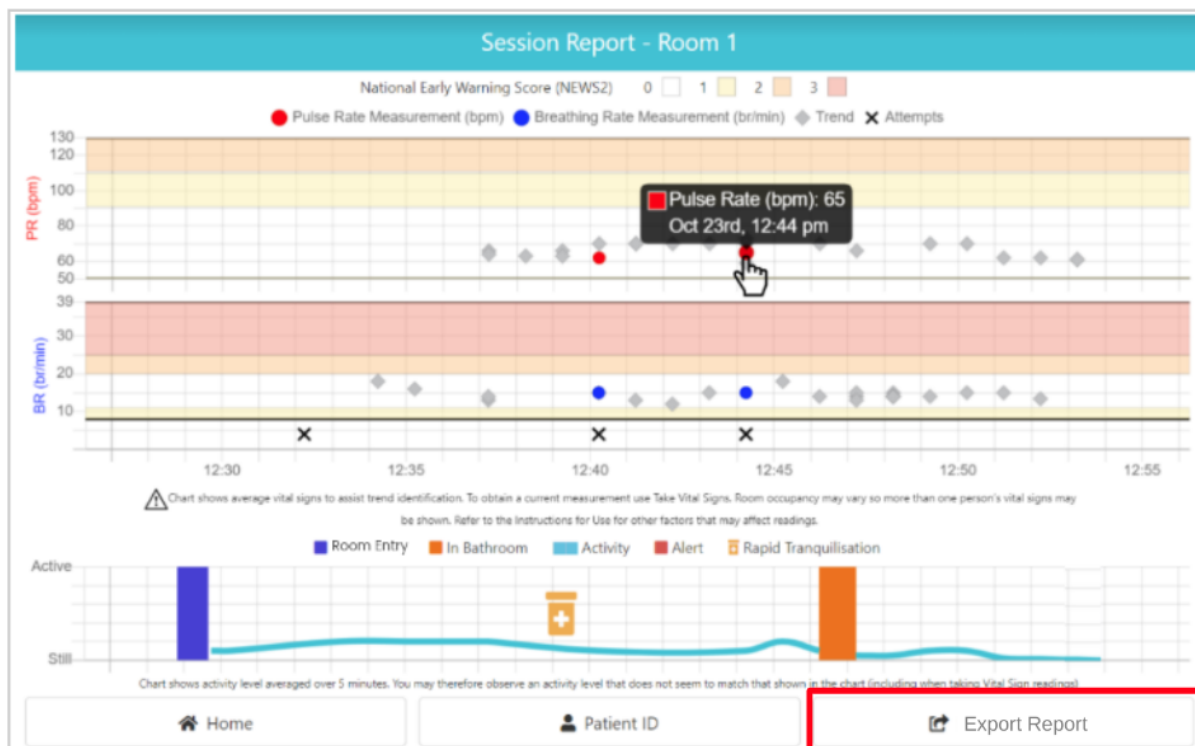 Session Report - Room 1
National Early Warning Score (NEWS2) 0 1 2 3
Pulse Rate Measurement (bpm) Breathing Rate Measurement (br/min) Trend Attempts
130
120
100
80
60
50
PR (bpm)
Pulse Rate (bpm): 65
Oct 23rd, 12:44 pm
39
30
20
10
BR (br/min)
12:30 12:35 12:40 12:45 12:50 12:55
Chart shows average vital signs to assist trend identification. To obtain a current measurement use Take Vital Signs. Room occupancy may vary so more than one person's vital signs may
be shown. Refer to the Instructions for Use for other factors that may affect readings.
Room Entry In Bathroom Activity Alert Rapid Tranquilisation
Active
Still
Chart shows activity level averaged over 5 minutes. You may therefore observe an activity level that does not seem to match that shown in the chart (including when taking Vital Sign readings)
Home Patient ID Export Report